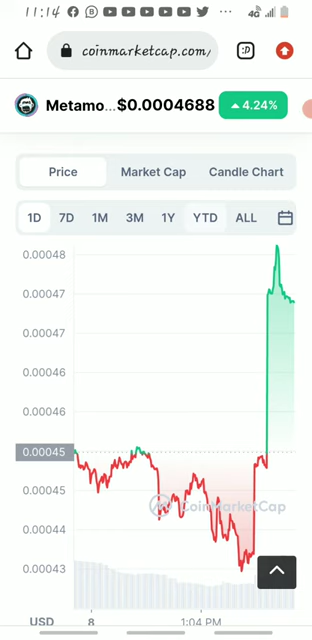 11:14
4G
coinmarketcap.com/
:D
Metamo... $0.0004688 4.24%
Price Market Cap Candle Chart
1D 7D 1M 3M 1Y YTD ALL
0.00048
0.00047
0.00047
0.00046
0.00046
0.00045
0.00045
0.00044
0.00043
CoinMarketCap
USD 8 1:04 PM